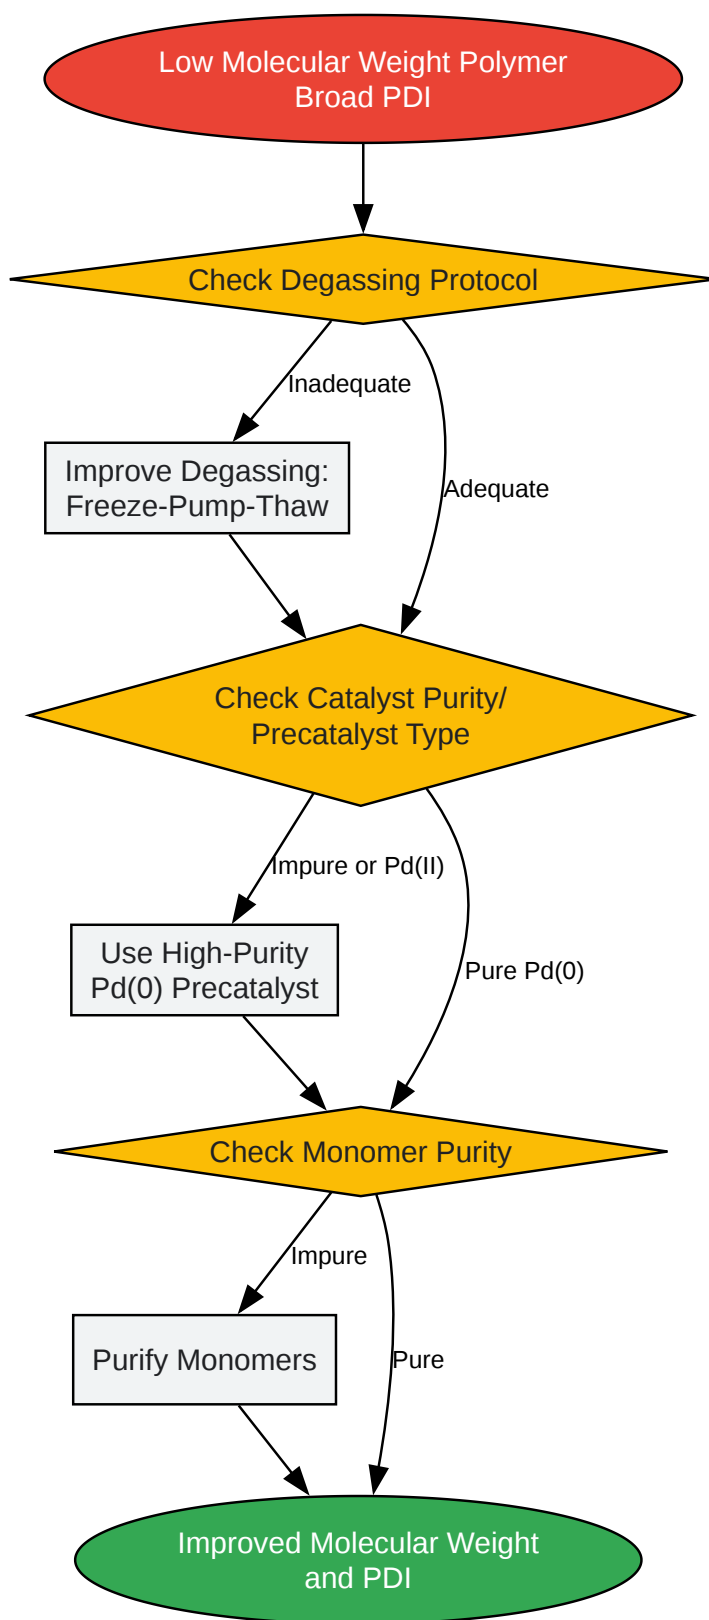 Low Molecular Weight Polymer
Broad PDI
Check Degassing Protocol
Inadequate
Improve Degassing:
Freeze-Pump-Thaw
Adequate
Check Catalyst Purity/
Precatalyst Type
Impure or Pd(II)
Use High-Purity
Pd(0) Precatalyst
Pure Pd(0)
Check Monomer Purity
Impure
Purify Monomers
Pure
Improved Molecular Weight
and PDI